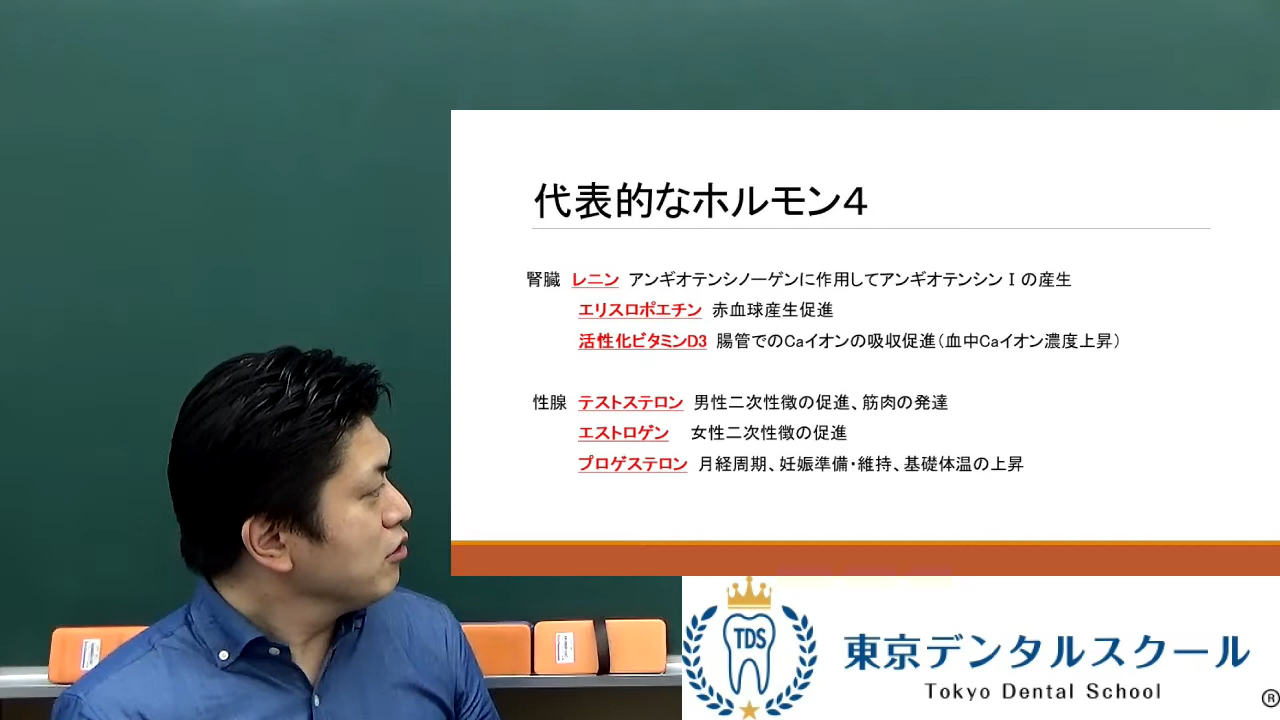 代表的なホルモン４
腎臓 レニン アンギオテンシノーゲンに作用してアンギオテンシンⅠの産生
エリスロポエチン 赤血球産生促進
活性化ビタミンD3 腸管でのCaイオンの吸収促進（血中Caイオン濃度上昇）
性腺 テストステロン 男性二次性徴の促進、筋肉の発達
エストロゲン 女性二次性徴の促進
プロゲステロン 月経周期、妊娠準備・維持、基礎体温の上昇
TDS
東京デンタルスクール
Tokyo Dental School
®